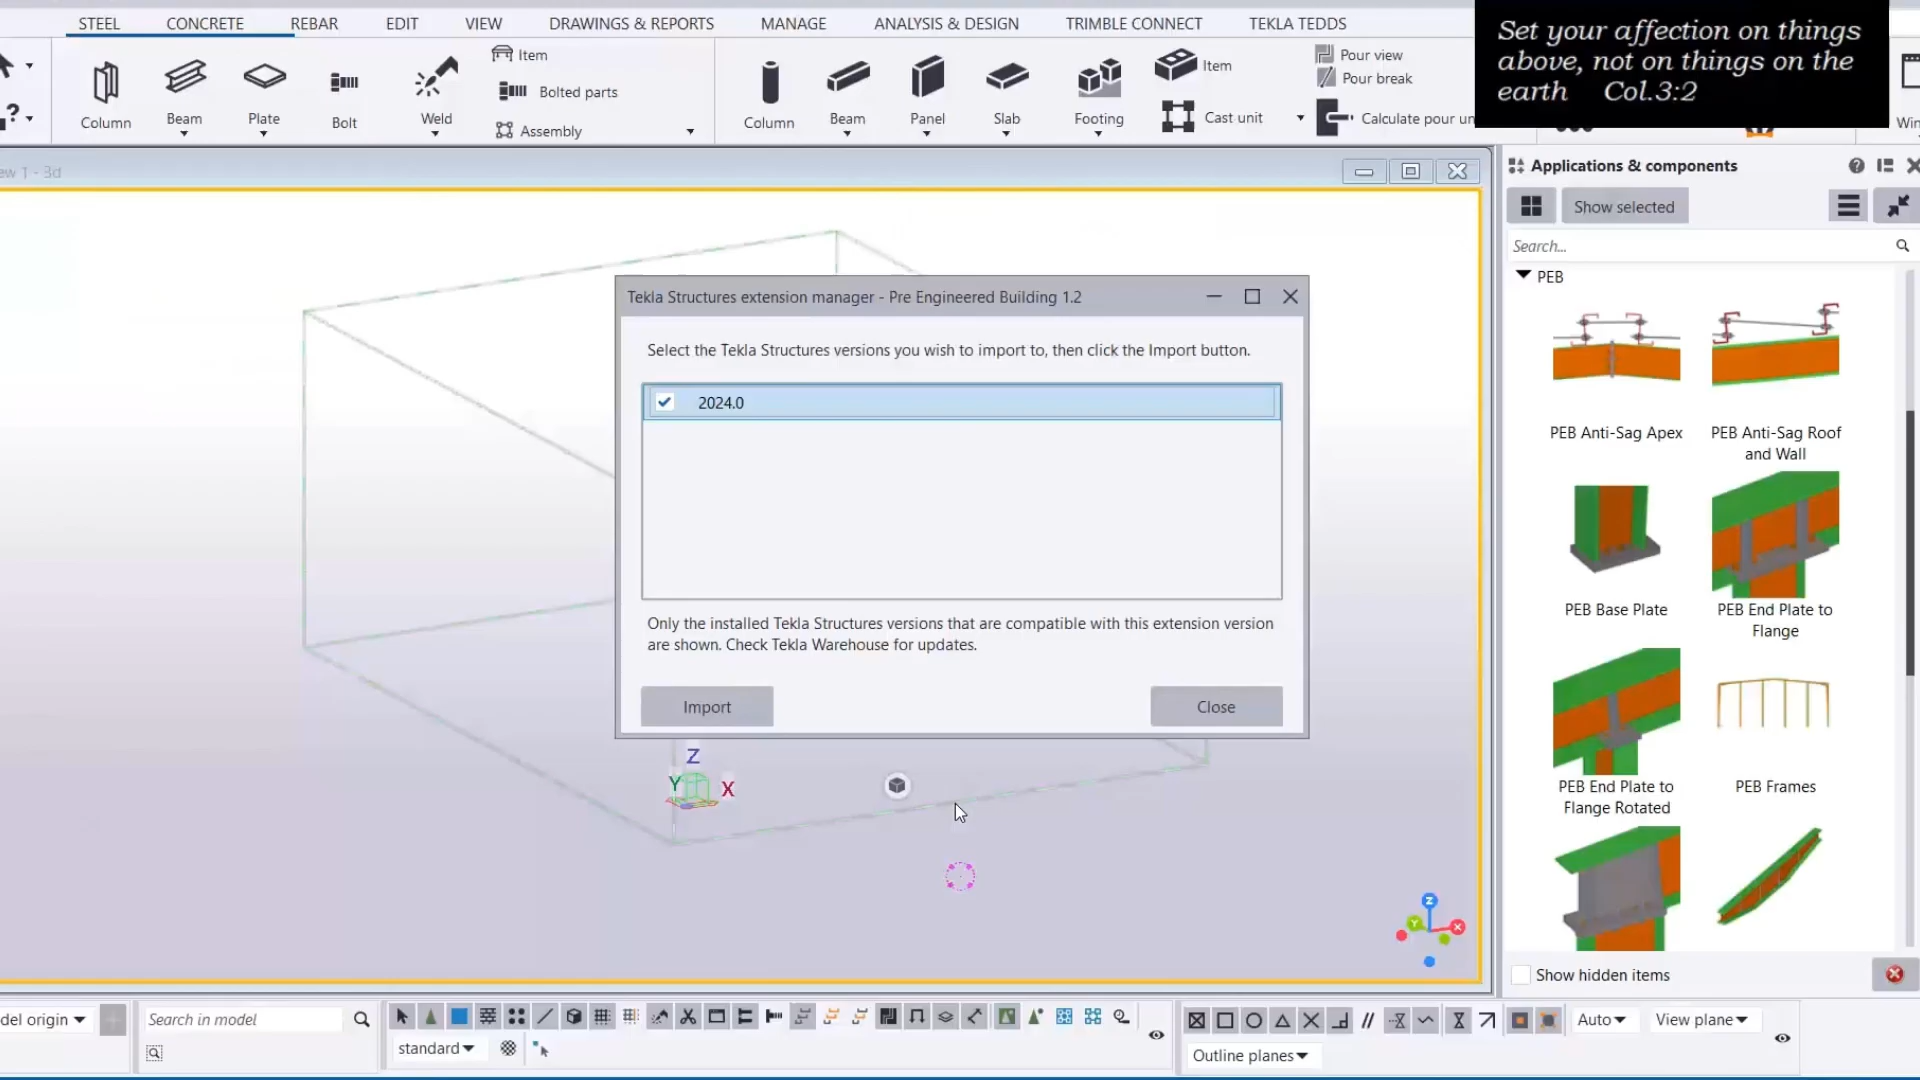 STEEL CONCRETE REBAR EDIT VIEW DRAWINGS & REPORTS MANAGE ANALYSIS & DESIGN TRIMBLE CONNECT TEKLA TEDDS
Set your affection on things
above, not on things on the
earth Col.3:2
Item
Bolted parts
Assembly
Column Beam Plate Bolt Weld
Column Beam Panel Slab Footing
Item
Cast unit
Pour view
Pour break
Calculate pour un
Win
ew 1 - 3d
Applications & components
Show selected
Search...
PEB
PEB Anti-Sag Apex
PEB Anti-Sag Roof
and Wall
PEB Base Plate
PEB End Plate to
Flange
PEB End Plate to
Flange Rotated
PEB Frames
Show hidden items
Tekla Structures extension manager - Pre Engineered Building 1.2
Select the Tekla Structures versions you wish to import to, then click the Import button.
2024.0
Only the installed Tekla Structures versions that are compatible with this extension version
are shown. Check Tekla Warehouse for updates.
Import Close
Z
Y X
Z
Y X
del origin
Search in model
standard
Auto
View plane
Outline planes